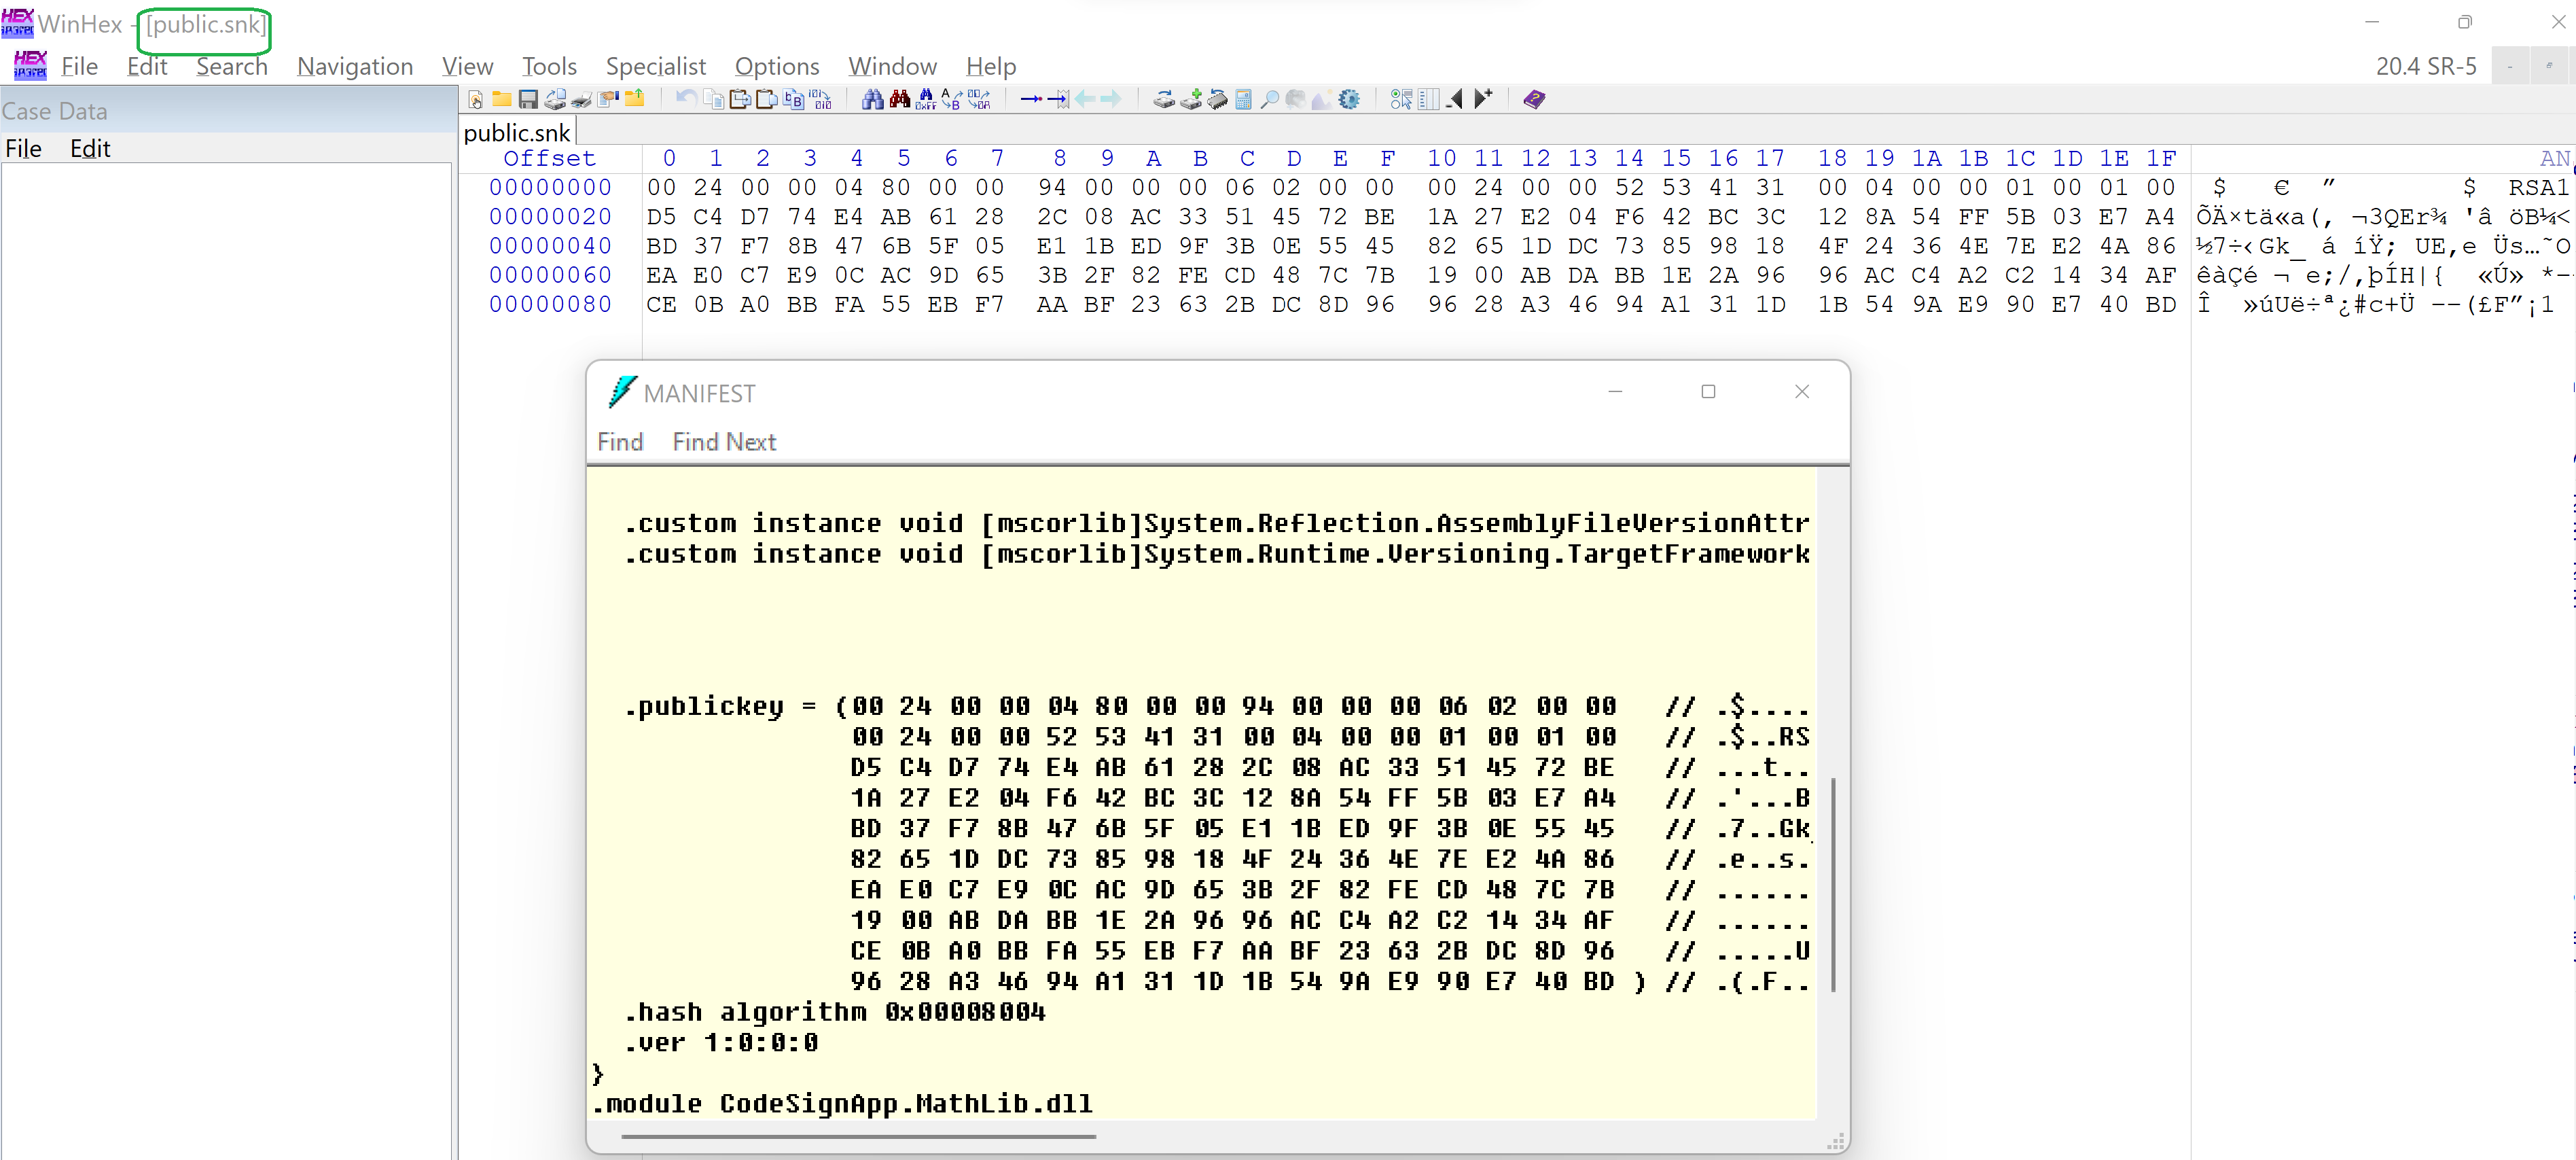 WinHex - [public.snk]
File Edit Search Navigation View Tools Specialist Options Window Help 20.4 SR-5
Case Data
File Edit
public.snk
Offset 0 1 2 3 4 5 6 7 8 9 A B C D E F 10 11 12 13 14 15 16 17 18 19 1A 1B 1C 1D 1E 1F AN
00000000 00 24 00 00 04 80 00 00 94 00 00 00 06 02 00 00 00 24 00 00 52 53 41 31 00 04 00 00 01 00 01 00 $ € ” $ RSA1
00000020 D5 C4 D7 74 E4 AB 61 28 2C 08 AC 33 51 45 72 BE 1A 27 E2 04 F6 42 BC 3C 12 8A 54 FF 5B 03 E7 A4 ÕÄ×tä«a(, ¬3QEr¾ 'â öB¼<
00000040 BD 37 F7 8B 47 6B 5F 05 E1 1B ED 9F 3B 0E 55 45 82 65 1D DC 73 85 98 18 4F 24 36 4E 7E E2 4A 86 ½7÷‹Gk_ á íŸ; UE‚e Üs…˜O
00000060 EA E0 C7 E9 0C AC 9D 65 3B 2F 82 FE CD 48 7C 7B 19 00 AB DA BB 1E 2A 96 96 AC C4 A2 C2 14 34 AF êàÇé ¬ e;/‚þÍH|{ «Ú» *–
00000080 CE 0B A0 BB FA 55 EB F7 AA BF 23 63 2B DC 8D 96 96 28 A3 46 94 A1 31 1D 1B 54 9A E9 90 E7 40 BD Î »úUë÷ª¿#c+Ü ––(£F”¡1
MANIFEST
Find Find Next
.custom instance void [mscorlib]System.Reflection.AssemblyFileVersionAttr
.custom instance void [mscorlib]System.Runtime.Versioning.TargetFramework
.publickey = (00 24 00 00 04 80 00 00 94 00 00 00 06 02 00 00 // .$....
00 24 00 00 52 53 41 31 00 04 00 00 01 00 01 00 // .$..RS
D5 C4 D7 74 E4 AB 61 28 2C 08 AC 33 51 45 72 BE // ...t..
1A 27 E2 04 F6 42 BC 3C 12 8A 54 FF 5B 03 E7 A4 // .'...B
BD 37 F7 8B 47 6B 5F 05 E1 1B ED 9F 3B 0E 55 45 // .7..Gk
82 65 1D DC 73 85 98 18 4F 24 36 4E 7E E2 4A 86 // .e..s.
EA E0 C7 E9 0C AC 9D 65 3B 2F 82 FE CD 48 7C 7B // ......
19 00 AB DA BB 1E 2A 96 96 AC C4 A2 C2 14 34 AF // ......
CE 0B A0 BB FA 55 EB F7 AA BF 23 63 2B DC 8D 96 // .....U
96 28 A3 46 94 A1 31 1D 1B 54 9A E9 90 E7 40 BD ) // .(.F..
.hash algorithm 0x00008004
.ver 1:0:0:0
}
.module CodeSignApp.MathLib.dll